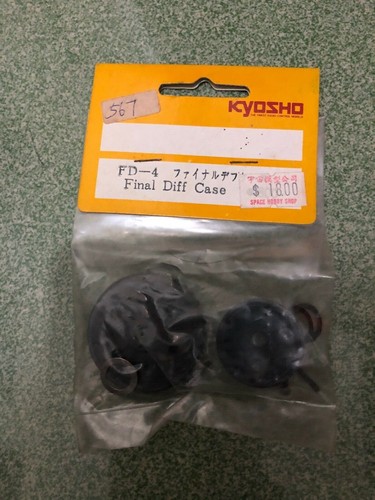 567
KYOSHO
FD-4 ファイナルデフ
Final Diff Case
$ 18.00
SPACE HOBBY SHOP